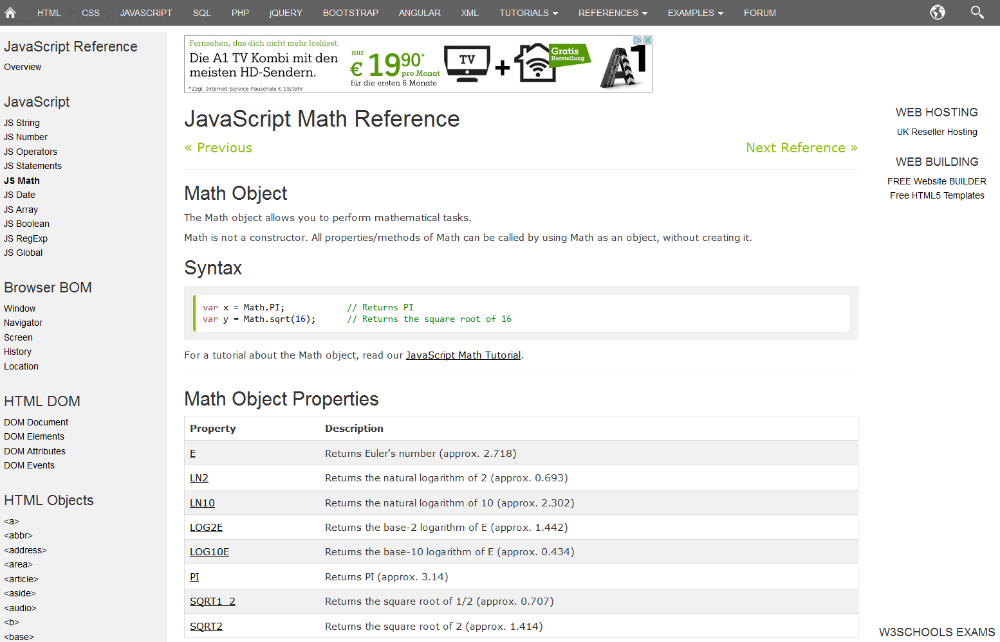 HTML CSS JAVASCRIPT SQL PHP jQUERY BOOTSTRAP ANGULAR XML TUTORIALS REFERENCES EXAMPLES FORUM
JavaScript Reference
Overview
JavaScript
JS String
JS Number
JS Operators
JS Statements
JS Math
JS Date
JS Array
JS Boolean
JS RegExp
JS Global
Browser BOM
Window
Navigator
Screen
History
Location
HTML DOM
DOM Document
DOM Elements
DOM Attributes
DOM Events
HTML Objects
<a>
<abbr>
<address>
<area>
<article>
<aside>
<audio>
<b>
<base>
Fernsehen, das dich nicht mehr loslässt.
Die A1 TV Kombi mit den
meisten HD-Sendern.
*Zzgl. Internet-Service-Pauschale € 15/Jahr
nur
€ 1990*
pro Monat
für die ersten 6 Monate
TV
+
Gratis
Herstellung
A1
JavaScript Math Reference
« Previous
Next Reference »
Math Object
The Math object allows you to perform mathematical tasks.
Math is not a constructor. All properties/methods of Math can be called by using Math as an object, without creating it.
Syntax
var x = Math.PI; // Returns PI
var y = Math.sqrt(16); // Returns the square root of 16
For a tutorial about the Math object, read our JavaScript Math Tutorial.
Math Object Properties
Property Description
E Returns Euler's number (approx. 2.718)
LN2 Returns the natural logarithm of 2 (approx. 0.693)
LN10 Returns the natural logarithm of 10 (approx. 2.302)
LOG2E Returns the base-2 logarithm of E (approx. 1.442)
LOG10E Returns the base-10 logarithm of E (approx. 0.434)
PI Returns PI (approx. 3.14)
SQRT1_2 Returns the square root of 1/2 (approx. 0.707)
SQRT2 Returns the square root of 2 (approx. 1.414)
WEB HOSTING
UK Reseller Hosting
WEB BUILDING
FREE Website BUILDER
Free HTML5 Templates
W3SCHOOLS EXAMS